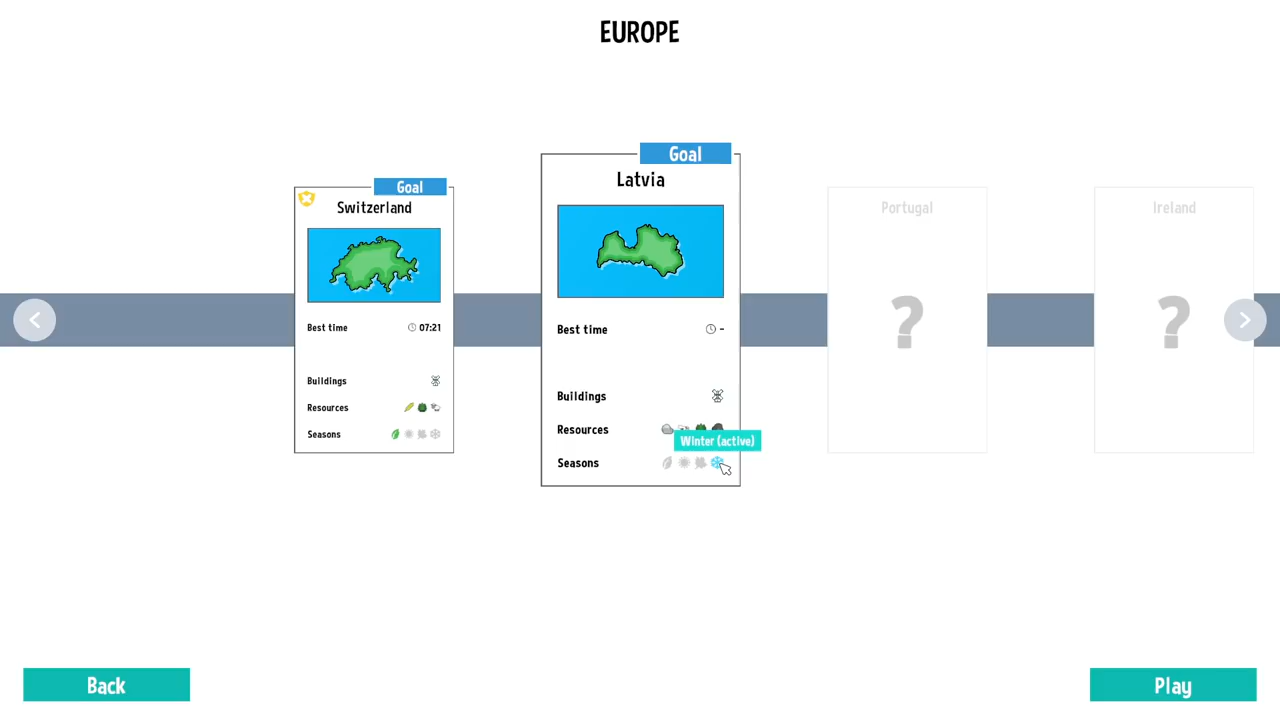 EUROPE
Goal
Switzerland
Best time 07:21
Buildings
Resources
Seasons
Goal
Latvia
Best time -
Buildings
Resources
Winter (active)
Seasons
Portugal
?
Ireland
?
<
>
Back
Play